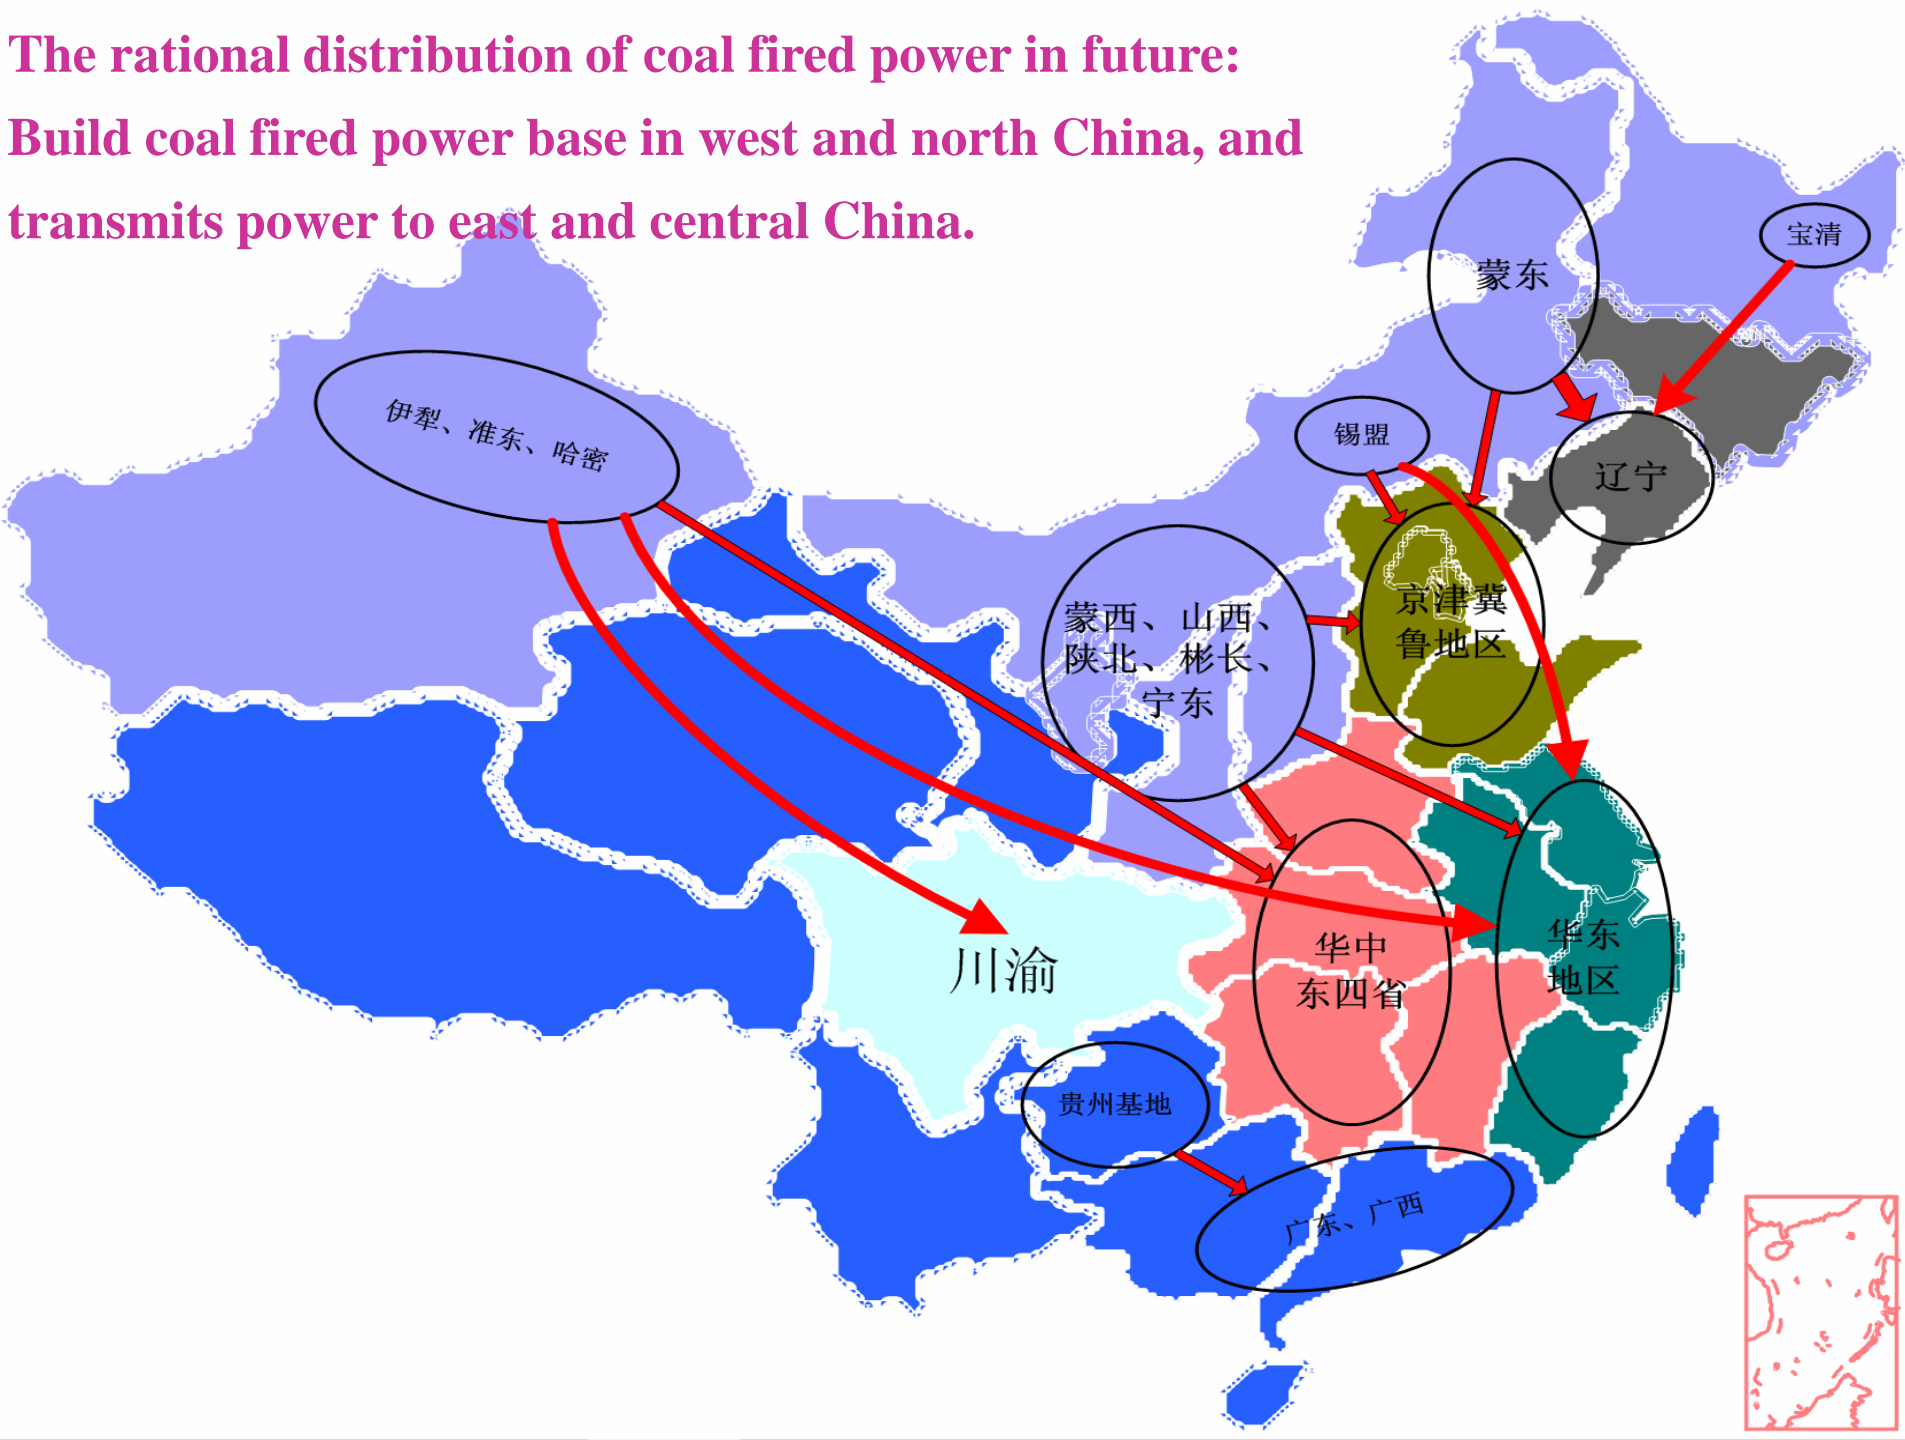 The rational distribution of coal fired power in future:
Build coal fired power base in west and north China, and
transmits power to east and central China.
宝清
蒙东
伊犁、准东、哈密
锡盟
辽宁
京津冀
鲁地区
蒙西、山西、
陕北、彬长、
宁东
华中
东四省
华东
地区
川渝
贵州基地
广东、广西